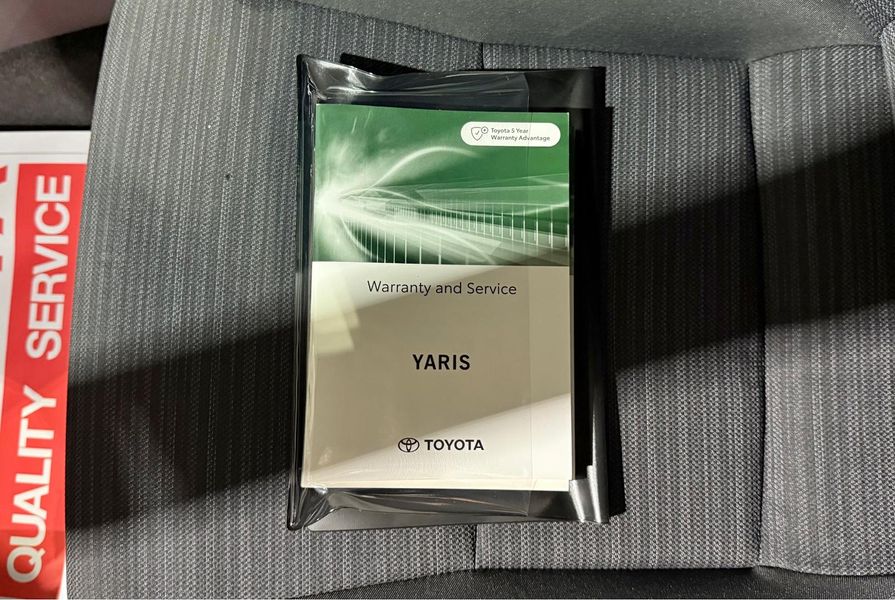 Toyota 5 Year
Warranty Advantage
Warranty and Service
YARIS
TOYOTA
QUALITY SERVICE